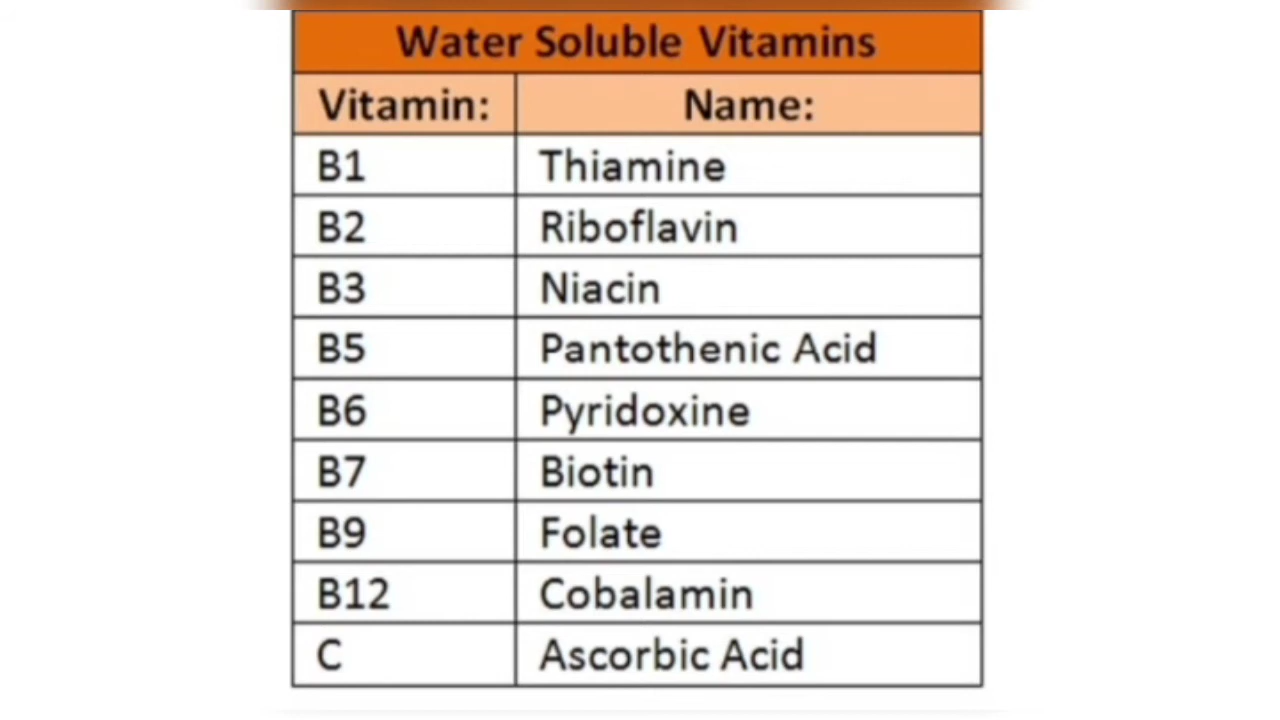 Water Soluble Vitamins
Vitamin: Name:
B1 Thiamine
B2 Riboflavin
B3 Niacin
B5 Pantothenic Acid
B6 Pyridoxine
B7 Biotin
B9 Folate
B12 Cobalamin
C Ascorbic Acid